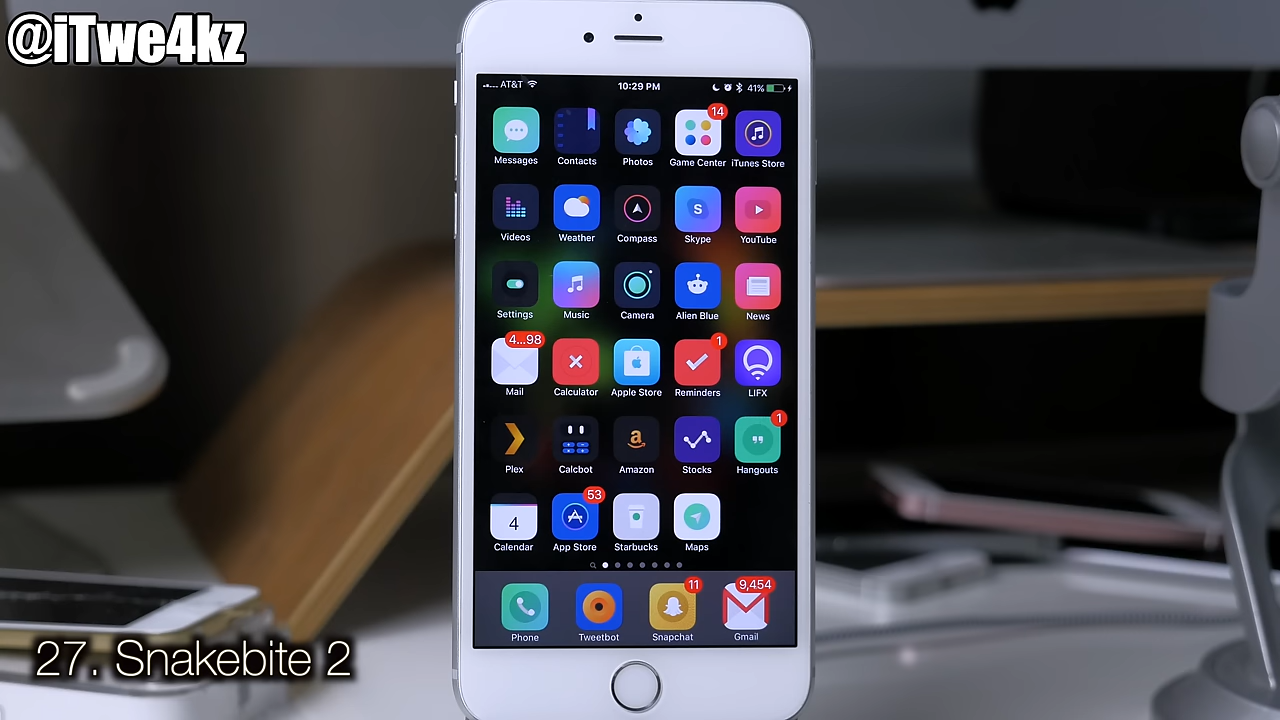 @iTwe4kz
AT&T 10:29 PM 41%
14
Messages Contacts Photos Game Center iTunes Store
Videos Weather Compass S Skype YouTube
Settings Music Camera Alien Blue News
4...98 1
Mail Calculator Apple Store Reminders LIFX
1
Plex Calcbot Amazon Stocks Hangouts
53
4
Calendar App Store Starbucks Maps
11 9,454
Phone Tweetbot Snapchat Gmail
27. Snakebite 2